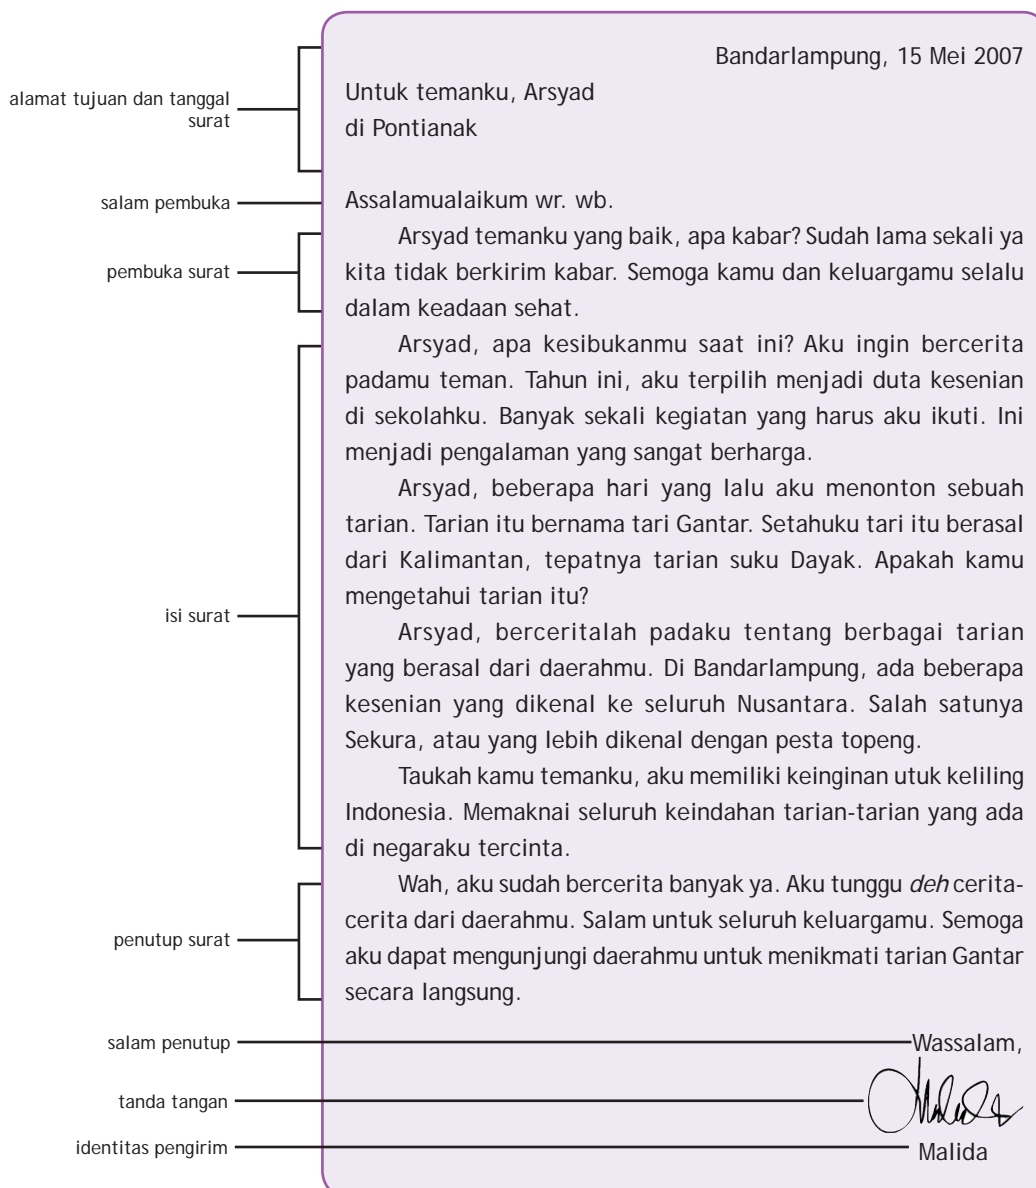 Bandarlampung, 15 Mei 2007
alamat tujuan dan tanggal
surat
Untuk temanku, Arsyad
di Pontianak
salam pembuka
Assalamualaikum wr. wb.
pembuka surat
Arsyad temanku yang baik, apa kabar? Sudah lama sekali ya
kita tidak berkirim kabar. Semoga kamu dan keluargamu selalu
dalam keadaan sehat.
isi surat
Arsyad, apa kesibukanmu saat ini? Aku ingin bercerita
padamu teman. Tahun ini, aku terpilih menjadi duta kesenian
di sekolahku. Banyak sekali kegiatan yang harus aku ikuti. Ini
menjadi pengalaman yang sangat berharga.
Arsyad, beberapa hari yang lalu aku menonton sebuah
tarian. Tarian itu bernama tari Gantar. Setahuku tari itu berasal
dari Kalimantan, tepatnya tarian suku Dayak. Apakah kamu
mengetahui tarian itu?
Arsyad, berceritalah padaku tentang berbagai tarian
yang berasal dari daerahmu. Di Bandarlampung, ada beberapa
kesenian yang dikenal ke seluruh Nusantara. Salah satunya
Sekura, atau yang lebih dikenal dengan pesta topeng.
Taukah kamu temanku, aku memiliki keinginan utuk keliling
Indonesia. Memaknai seluruh keindahan tarian-tarian yang ada
di negaraku tercinta.
penutup surat
Wah, aku sudah bercerita banyak ya. Aku tunggu deh cerita-
cerita dari daerahmu. Salam untuk seluruh keluargamu. Semoga
aku dapat mengunjungi daerahmu untuk menikmati tarian Gantar
secara langsung.
salam penutup
Wassalam,
tanda tangan
identitas pengirim
Malida